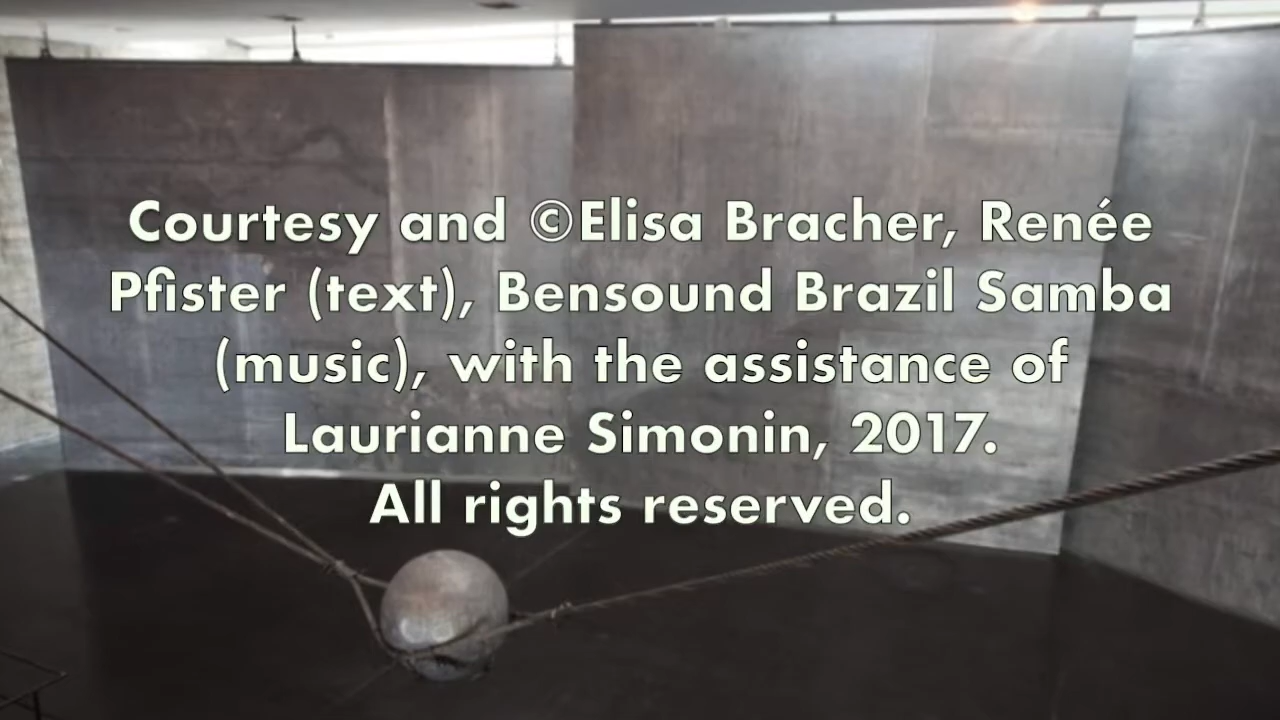 Courtesy and ©Elisa Bracher, Renée
Pfister (text), Bensound Brazil Samba
(music), with the assistance of
Laurianne Simonin, 2017.
All rights reserved.